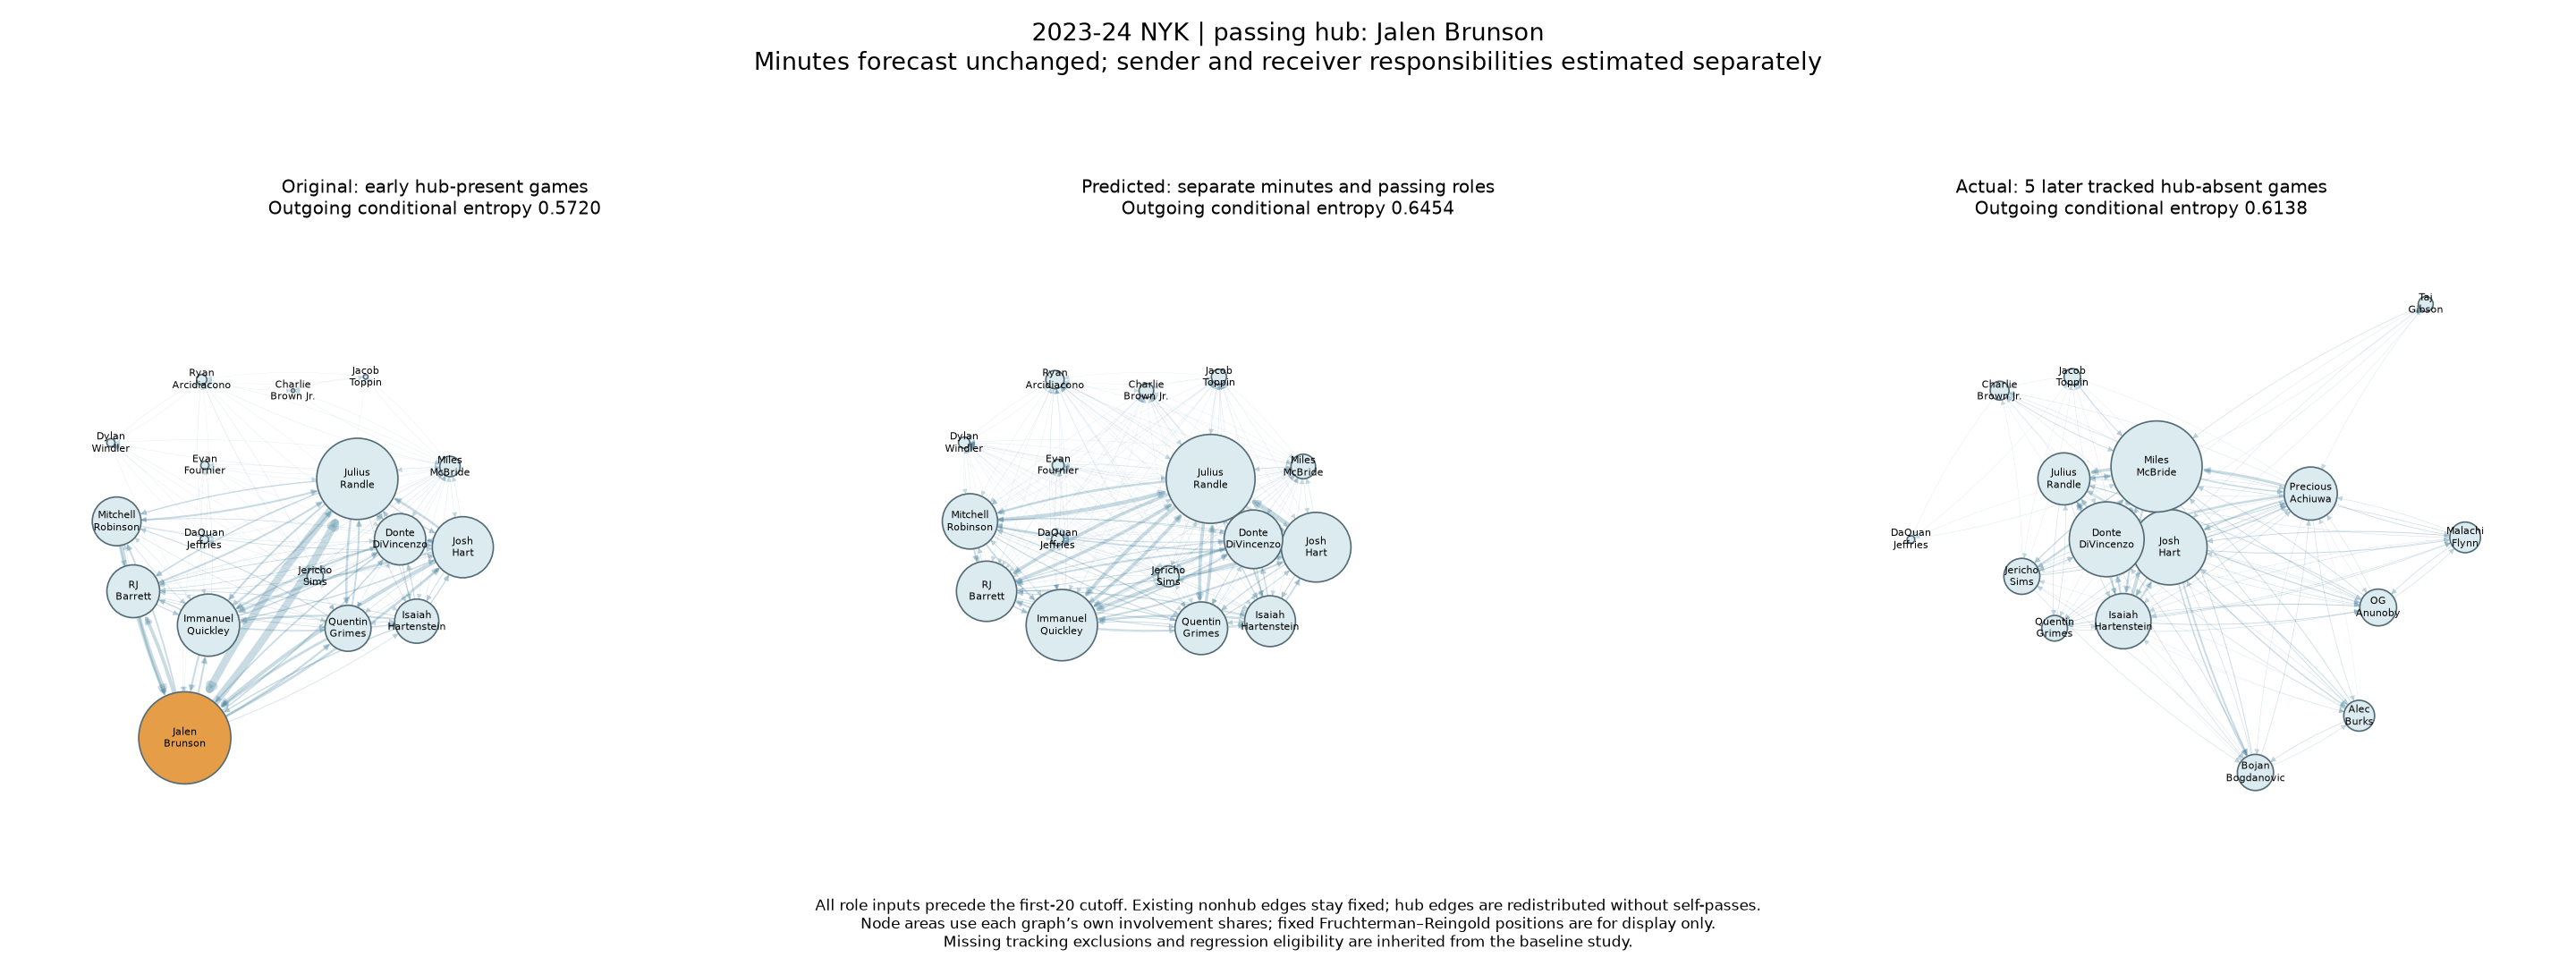 2023-24 NYK | passing hub: Jalen Brunson
Minutes forecast unchanged; sender and receiver responsibilities estimated separately
Original: early hub-present games
Outgoing conditional entropy 0.5720
Ryan
Arcidiacono
Charlie
Brown Jr.
Jacob
Toppin
Dylan
Windler
Evan
Fournier
Julius
Randle
Miles
McBride
Mitchell
Robinson
DaQuan
Jeffries
Donte
DiVincenzo
Josh
Hart
Jericho
Sims
RJ
Barrett
Immanuel
Quickley
Quentin
Grimes
Isaiah
Hartenstein
Jalen
Brunson
Predicted: separate minutes and passing roles
Outgoing conditional entropy 0.6454
Ryan
Arcidiacono
Charlie
Brown Jr.
Jacob
Toppin
Dylan
Windler
Evan
Fournier
Julius
Randle
Miles
McBride
Mitchell
Robinson
DaQuan
Jeffries
Donte
DiVincenzo
Josh
Hart
Jericho
Sims
RJ
Barrett
Immanuel
Quickley
Quentin
Grimes
Isaiah
Hartenstein
Actual: 5 later tracked hub-absent games
Outgoing conditional entropy 0.6138
Taj
Gibson
Charlie
Brown Jr.
Jacob
Toppin
Miles
McBride
Julius
Randle
Precious
Achiuwa
DaQuan
Jeffries
Donte
DiVincenzo
Josh
Hart
Malachi
Flynn
Jericho
Sims
OG
Anunoby
Quentin
Grimes
Isaiah
Hartenstein
Alec
Burks
Bojan
Bogdanovic
All role inputs precede the first-20 cutoff. Existing nonhub edges stay fixed; hub edges are redistributed without self-passes.
Node areas use each graph’s own involvement shares; fixed Fruchterman–Reingold positions are for display only.
Missing tracking exclusions and regression eligibility are inherited from the baseline study.